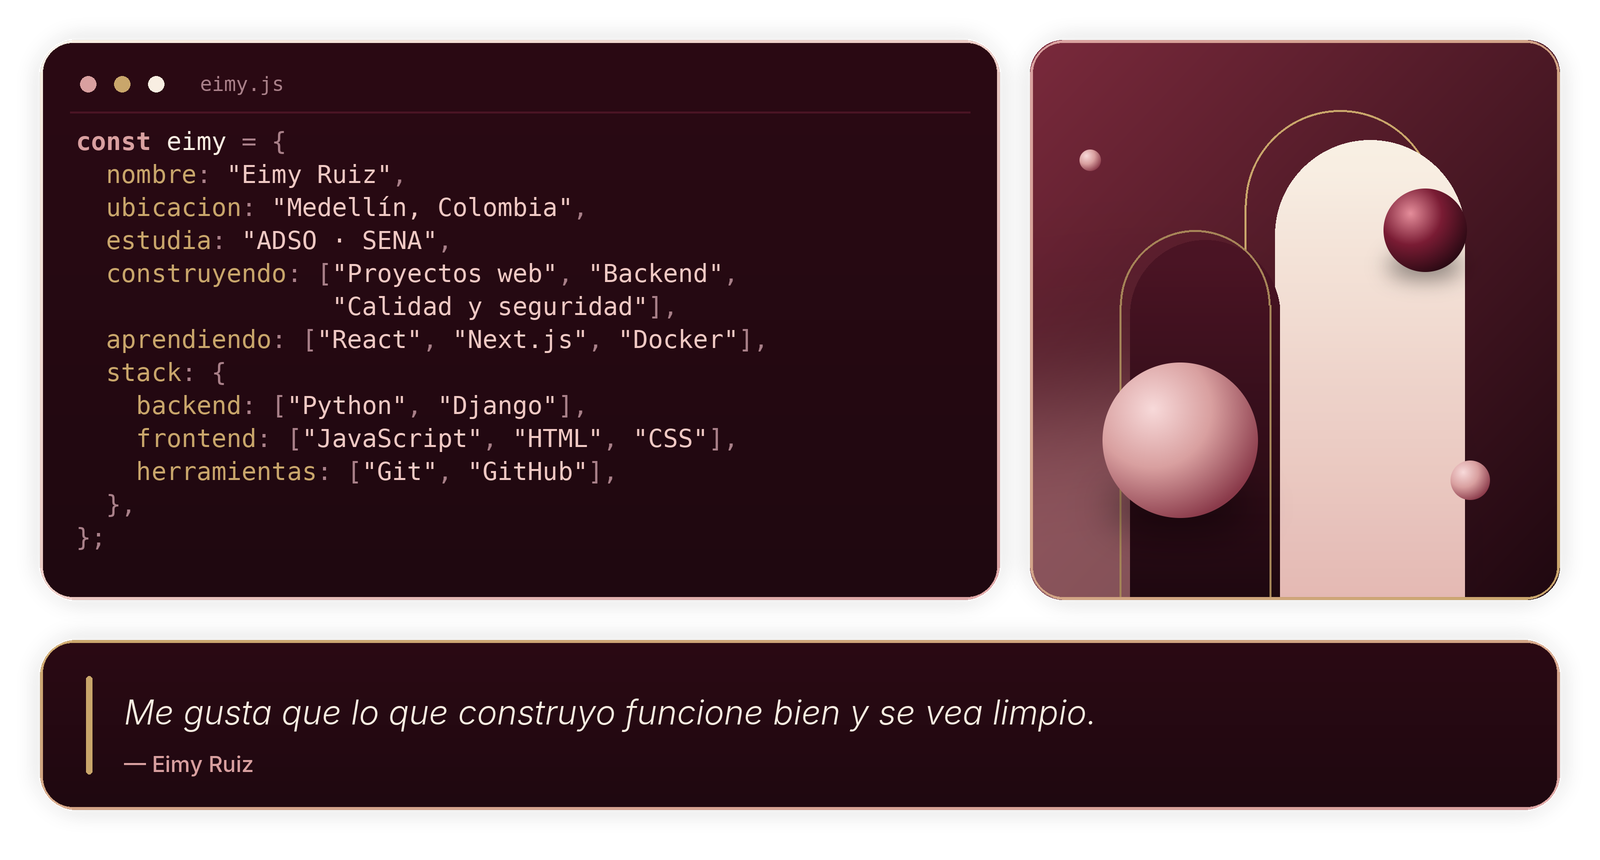 eimy.js
const eimy = {
  nombre: "Eimy Ruiz",
  ubicacion: "Medellín, Colombia",
  estudia: "ADSO · SENA",
  construyendo: ["Proyectos web", "Backend",
                 "Calidad y seguridad"],
  aprendiendo: ["React", "Next.js", "Docker"],
  stack: {
    backend: ["Python", "Django"],
    frontend: ["JavaScript", "HTML", "CSS"],
    herramientas: ["Git", "GitHub"],
  },
};
Me gusta que lo que construyo funcione bien y se vea limpio.
— Eimy Ruiz